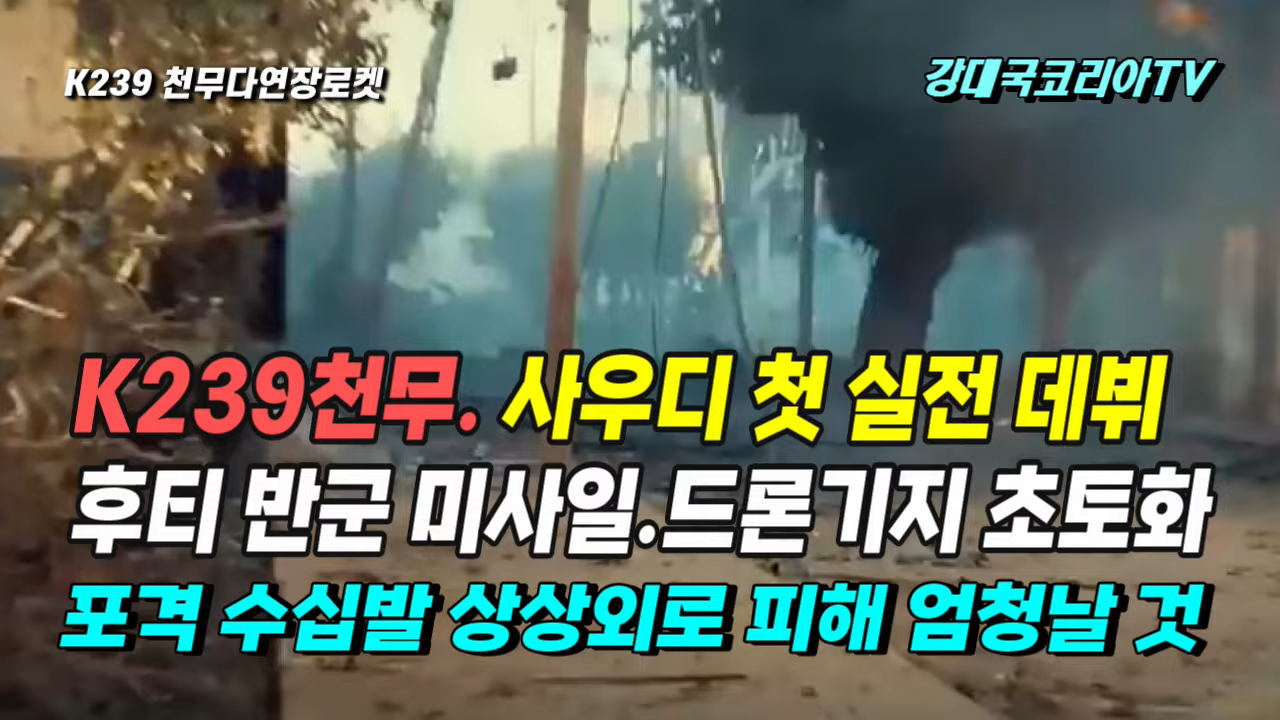 K239 천무다연장로켓
강대국코리아TV
K239천무. 사우디 첫 실전 데뷔
후티 반군 미사일.드론기지 초토화
포격 수십발 상상외로 피해 엄청날 것